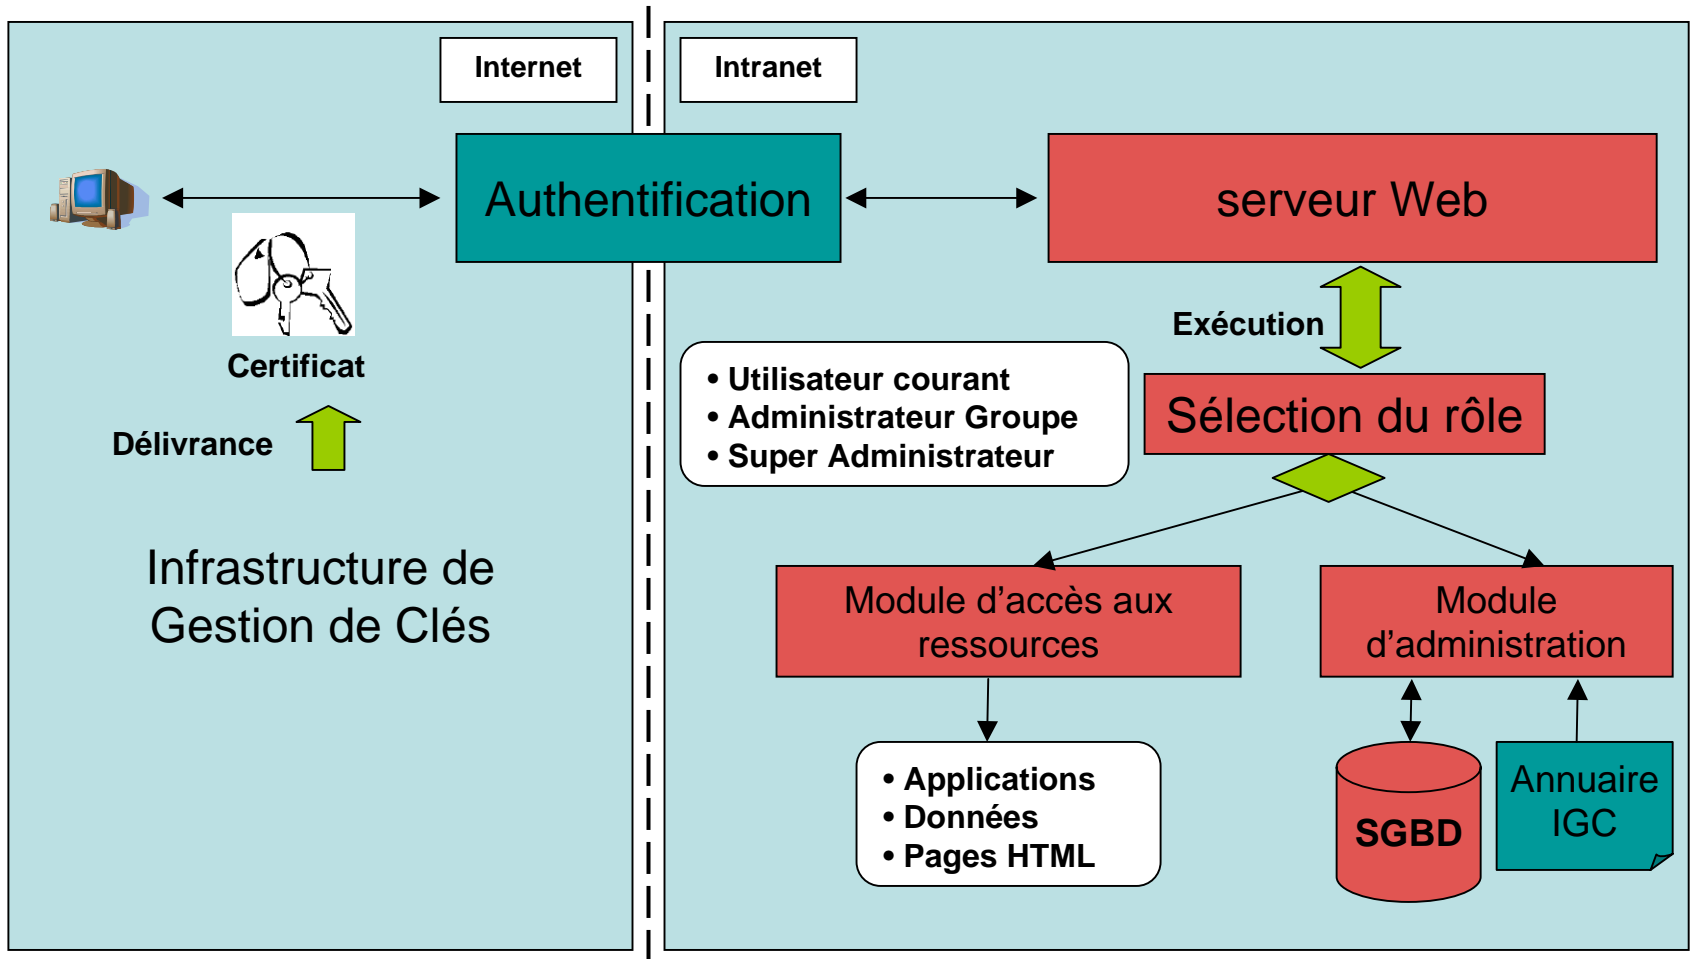 Internet
Intranet
Authentification
serveur Web
Certificat
Délivrance
Infrastructure de
Gestion de Clés
Exécution
• Utilisateur courant
• Administrateur Groupe
• Super Administrateur
Sélection du rôle
Module d’accès aux
ressources
Module
d’administration
• Applications
• Données
• Pages HTML
SGBD
Annuaire
IGC